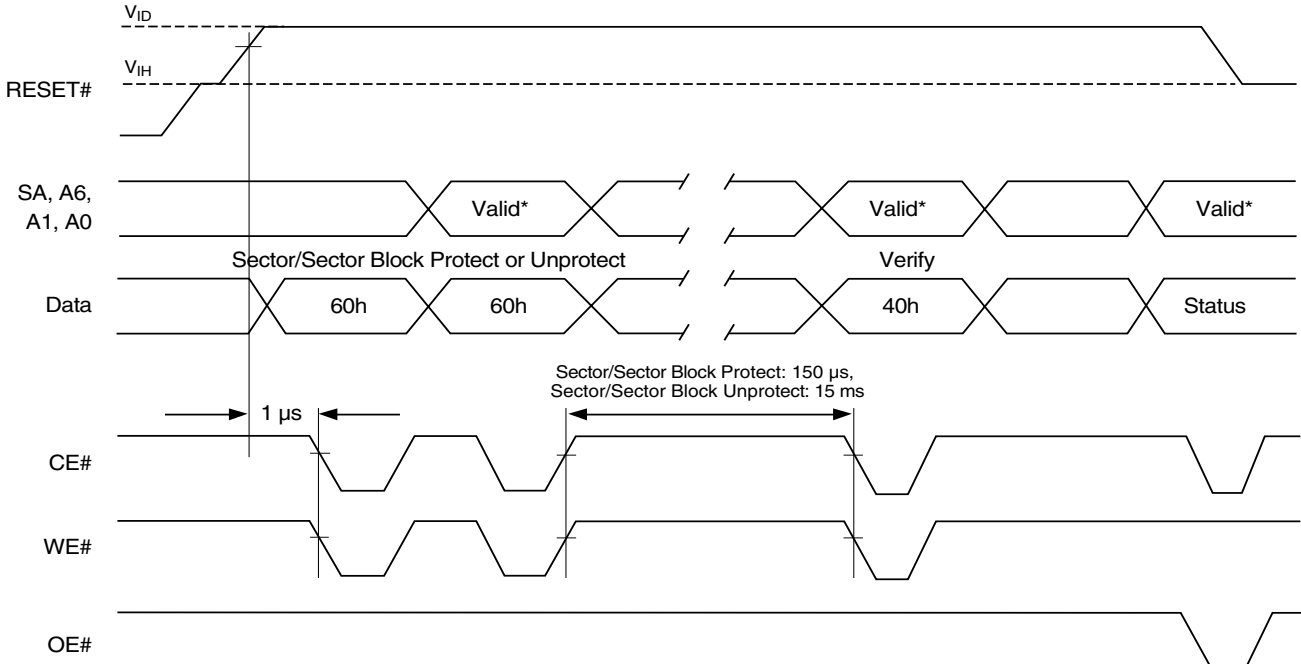 VID
VIH
RESET#
SA, A6,
A1, A0
Valid* Valid* Valid*
Sector/Sector Block Protect or Unprotect Verify
Data 60h 60h 40h Status
Sector/Sector Block Protect: 150 µs,
Sector/Sector Block Unprotect: 15 ms
1 µs
CE#
WE#
OE#